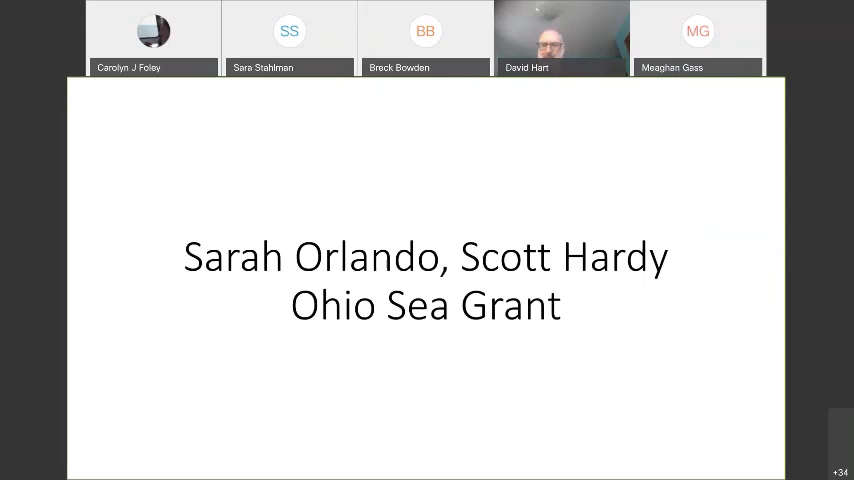 SS
BB
MG
Carolyn J Foley
Sara Stahlman
Breck Bowden
David Hart
Meaghan Gass
Sarah Orlando, Scott Hardy
Ohio Sea Grant
+34